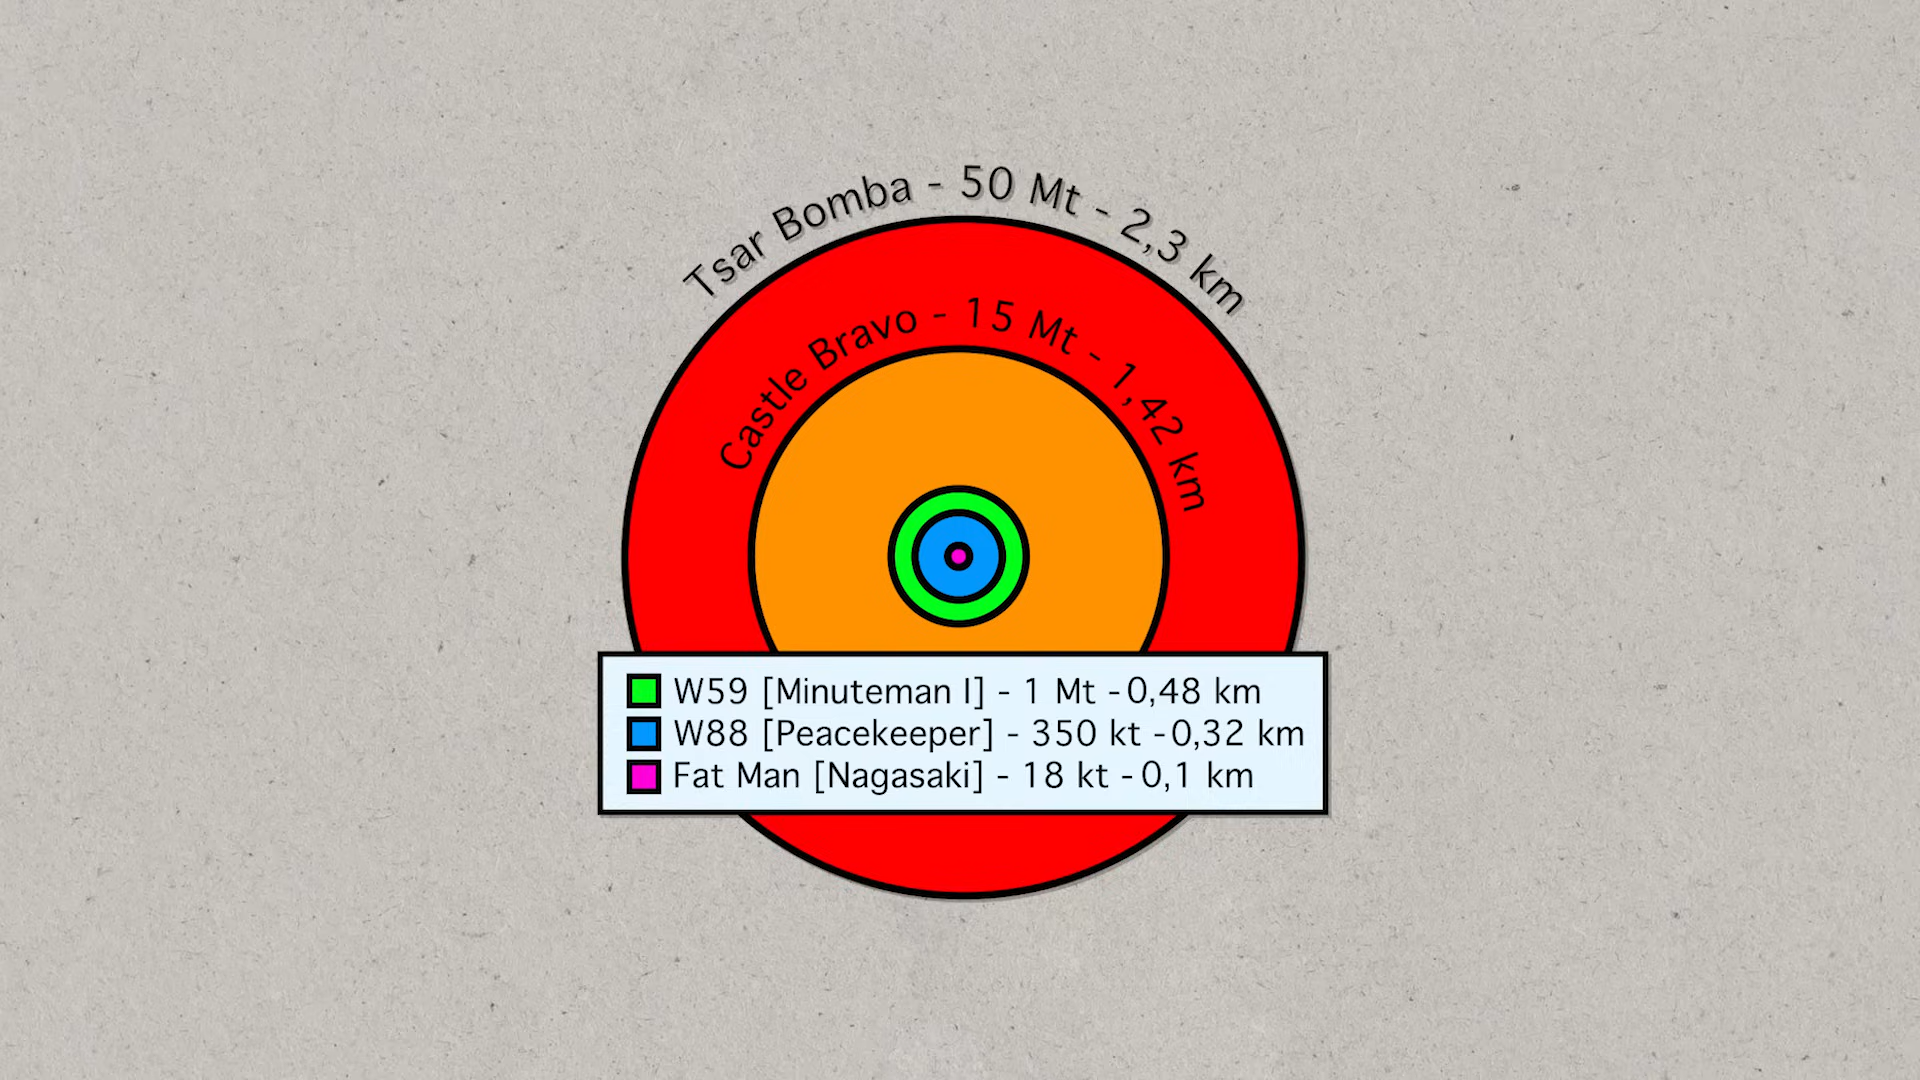 Tsar Bomba - 50 Mt - 2,3 km
Castle Bravo - 15 Mt - 1,42 km
W59 [Minuteman I] - 1 Mt -0,48 km
W88 [Peacekeeper] - 350 kt -0,32 km
Fat Man [Nagasaki] - 18 kt -0,1 km